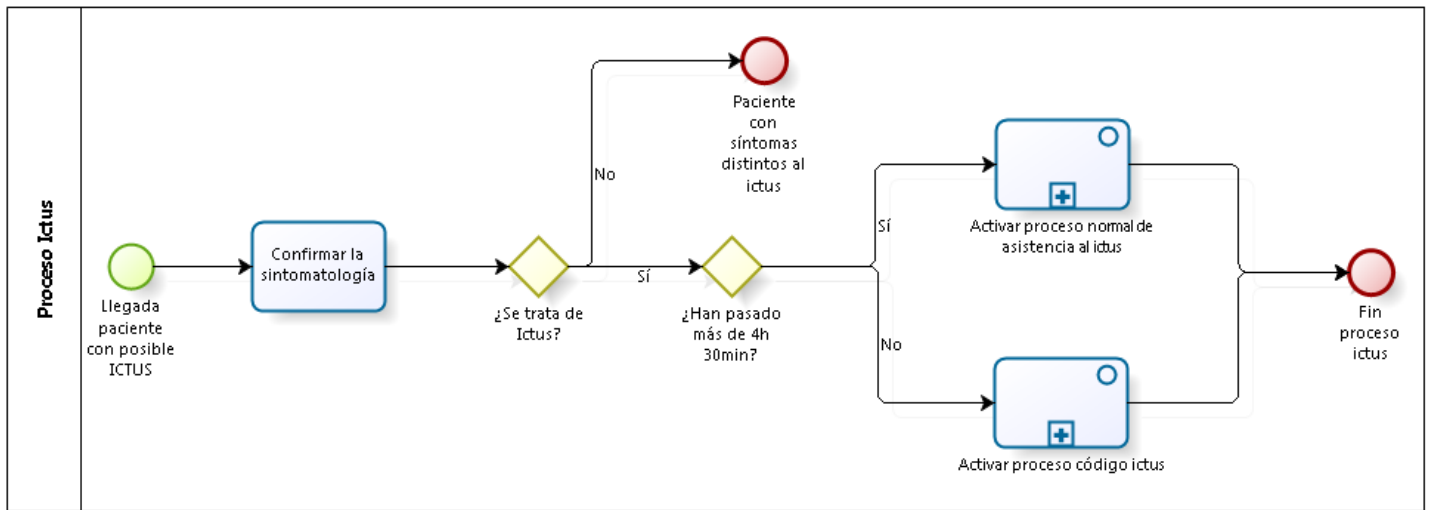 Proceso Ictus
Llegada
paciente
con posible
ICTUS
Confirmar la
sintomatología
¿Se trata de
Ictus?
No
Paciente
con
síntomas
distintos al
ictus
Sí
¿Han pasado
más de 4h
30min?
Sí
Activar proceso normal de
asistencia al ictus
No
Activar proceso código ictus
Fin
proceso
ictus